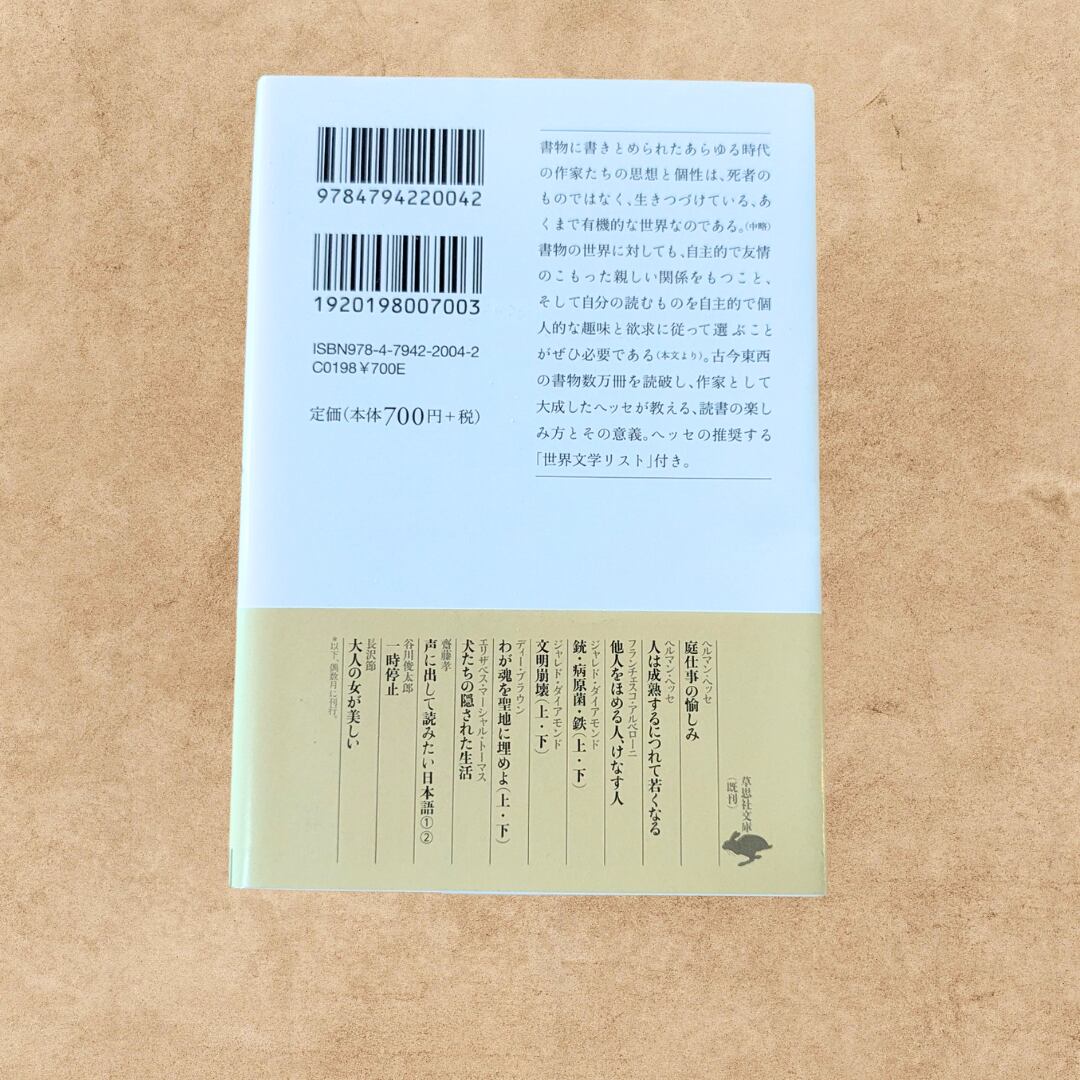 9784794220042
1920198007003
ISBN978-4-7942-2004-2
C0198 ¥700E
定価(本体700円+税)
書物に書きとめられたあらゆる時代
の作家たちの思想と個性は、死者の
ものではなく、生きつづけている、あ
くまで有機的な世界なのである。(中略)
書物の世界に対しても、自主的で友情
のこもった親しい関係をもつこと、
そして自分の読むものを自主的で個
人的な趣味と欲求に従って選ぶこと
がぜひ必要である(本文より)。古今東西
の書物数万冊を読破し、作家として
大成したヘッセが教える、読書の楽し
み方とその意義。ヘッセの推奨する
「世界文学リスト」付き。
草思社文庫
(既刊)
ヘルマン・ヘッセ
庭仕事の愉しみ
ヘルマン・ヘッセ
人は成熟するにつれて若くなる
フランチェスコ・アルベローニ
他人をほめる人、けなす人
ジャレド・ダイアモンド
銃・病原菌・鉄(上・下)
ジャレド・ダイアモンド
文明崩壊(上・下)
ディー・ブラウン
わが魂を聖地に埋めよ(上・下)
エリザベス・マーシャル・トーマス
犬たちの隠された生活
齋藤孝
声に出して読みたい日本語①②
谷川俊太郎
一時停止
長沢節
大人の女が美しい
*以下、偶数月に刊行。